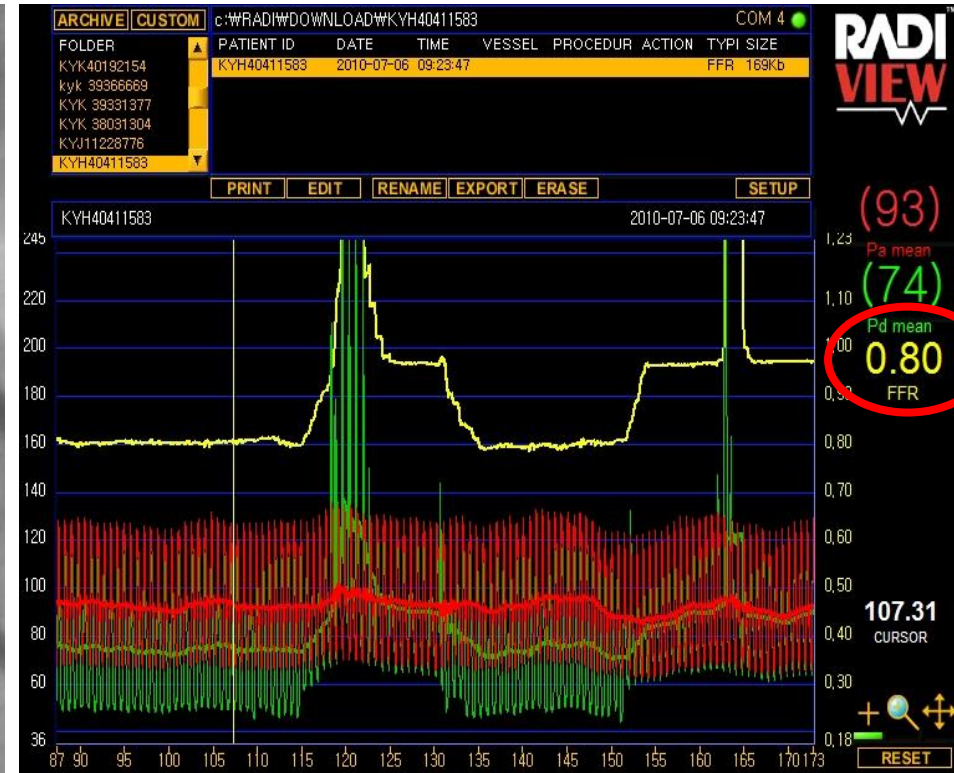 ARCHIVE CUSTOM c:₩RADI₩DOWNLOAD₩KYH40411583 COM 4
FOLDER PATIENT ID DATE TIME VESSEL PROCEDUR ACTION TYPI SIZE
KYK40192154 KYH40411583 2010-07-06 09:23:47 FFR 169Kb
kyk 39366669
KYK 39331377
KYK 38031304
KYJ11228776
KYH40411583
RADI VIEW™
PRINT EDIT RENAME EXPORT ERASE SETUP
KYH40411583 2010-07-06 09:23:47
(93)
Pa mean
(74)
Pd mean
0.80
FFR
245 1,23
220 1,10
200 1,00
180 0,90
160 0,80
140 0,70
120 0,60
100 0,50
80 0,40
60 0,30
36 0,18
107.31
CURSOR
87 90 95 100 105 110 115 120 125 130 135 140 145 150 155 160 165 170 173
RESET